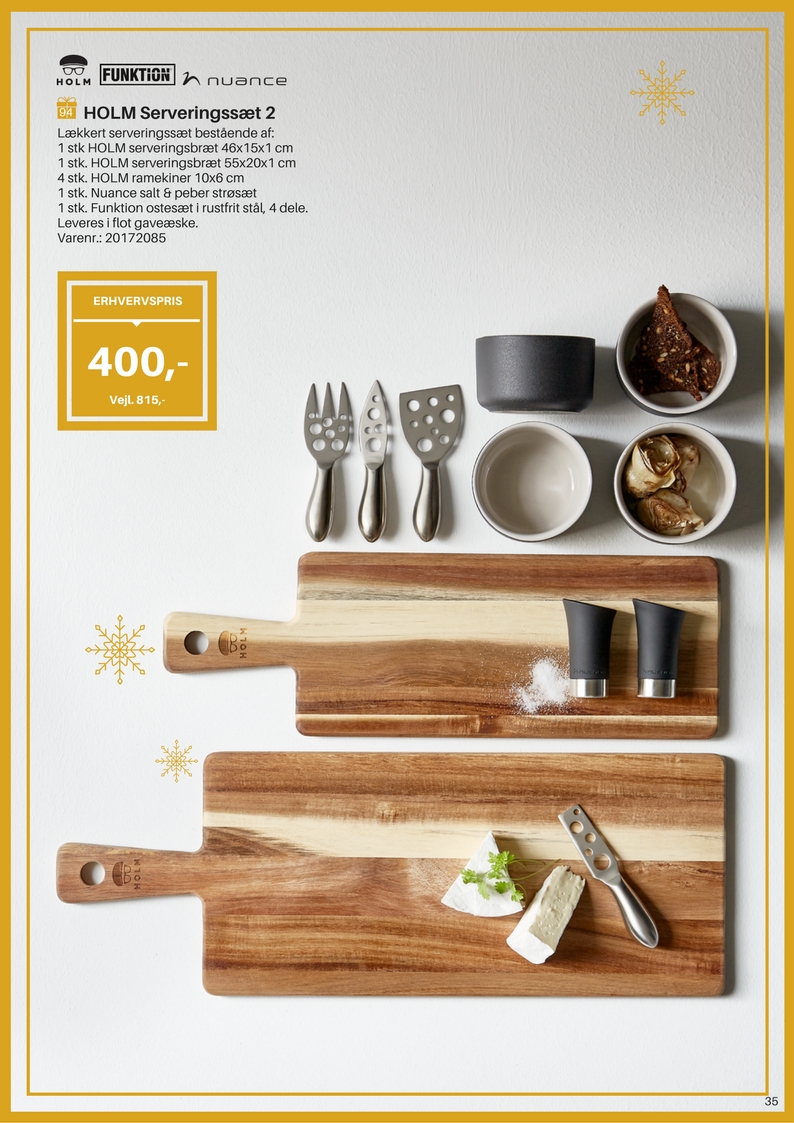 HOLM FUNKTION nuance
94 HOLM Serveringssæt 2
Lækkert serveringssæt bestående af:
1 stk HOLM serveringsbræt 46x15x1 cm
1 stk. HOLM serveringsbræt 55x20x1 cm
4 stk. HOLM ramekiner 10x6 cm
1 stk. Nuance salt & peber strøsæt
1 stk. Funktion ostesæt i rustfrit stål, 4 dele.
Leveres i flot gaveæske.
Varenr.: 20172085
ERHVERVSPRIS
400,-
Vejl. 815,-
HOLM
HOLM
35